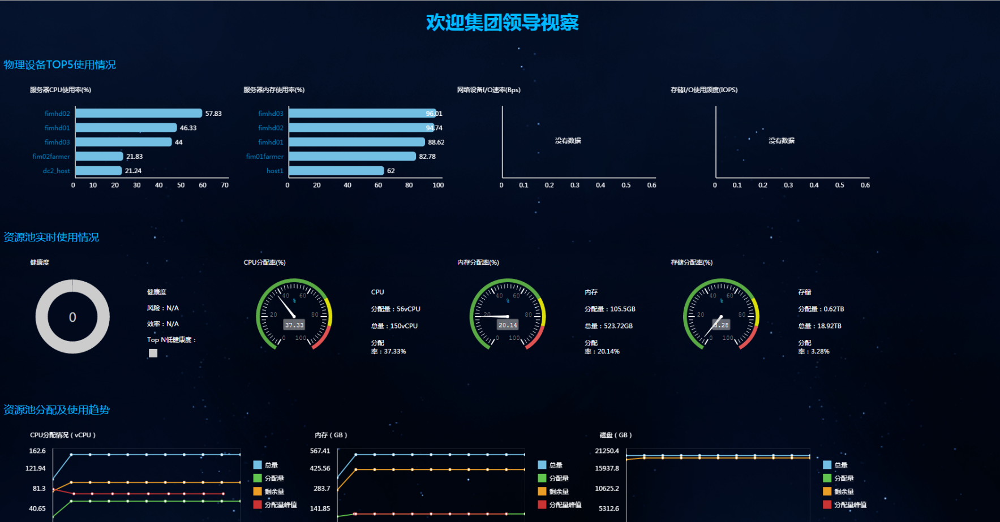 欢迎集团领导视察
物理设备TOP5使用情况
服务器CPU使用率(%)
fimhd02 57.83
fimhd01 46.33
fimhd03 44
fim02farmer 21.83
dc2_host 21.24
0 10 20 30 40 50 60 70
服务器内存使用率(%)
fimhd03 96.01
fimhd02 94.74
fimhd01 88.62
fim01farmer 82.78
host1 62
0 20 40 60 80 100
网络设备I/O速率(Bps)
没有数据
0 0.1 0.2 0.3 0.4 0.5 0.6
存储I/O使用频度(IOPS)
没有数据
0 0.1 0.2 0.3 0.4 0.5 0.6
资源池实时使用情况
健康度
0
健康度
风险：N/A
效率：N/A
Top N低健康度：
CPU分配率(%)
40 60
%
20 80
37.33
0 100
CPU
分配量：56vCPU
总量：150vCPU
分配
率：37.33%
内存分配率(%)
40 60
%
20 80
20.14
0 100
内存
分配量：105.5GB
总量：523.72GB
分配
率：20.14%
存储分配率(%)
40 60
%
20 80
3.28
0 100
存储
分配量：0.62TB
总量：18.92TB
分配
率：3.28%
资源池分配及使用趋势
CPU分配情况（vCPU）
162.6
121.94
81.3
40.65
总量
分配量
剩余量
分配量峰值
内存（GB）
567.41
425.56
283.7
141.85
总量
分配量
剩余量
分配量峰值
磁盘（GB）
21250.4
15937.8
10625.2
5312.6
总量
分配量
剩余量
分配量峰值